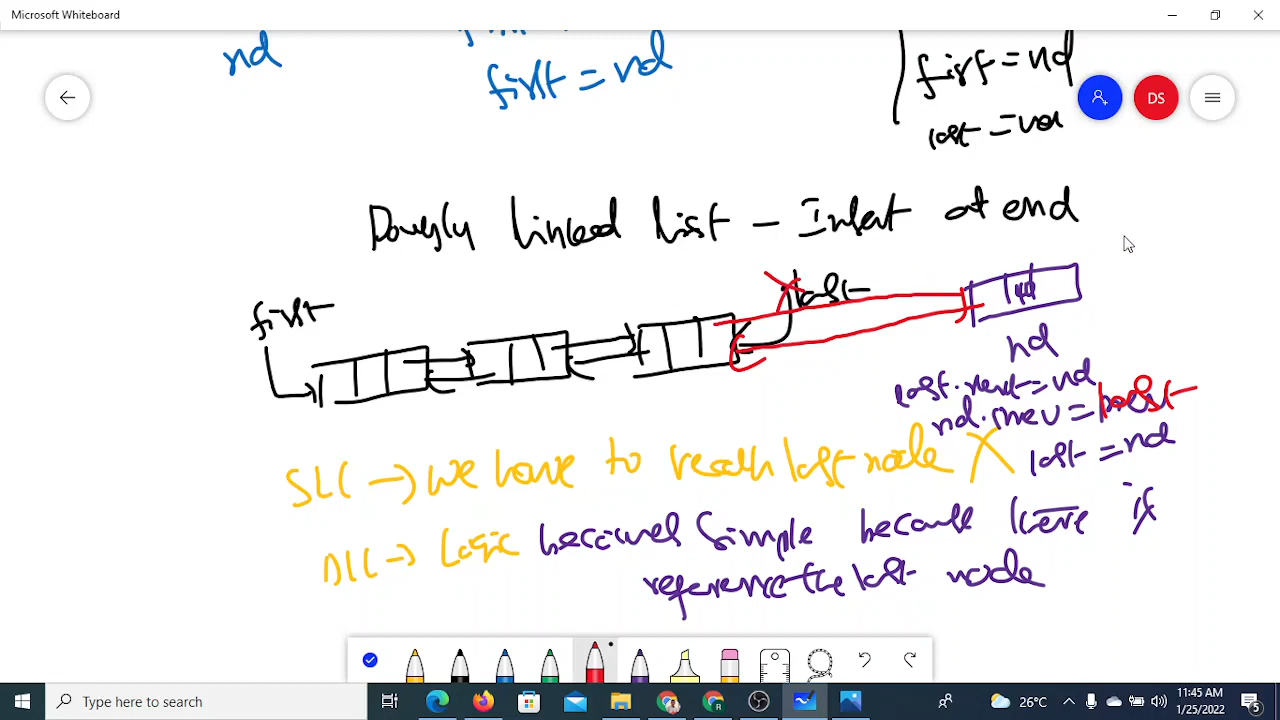 Microsoft Whiteboard
nd
first = nd
first = nd
last = nd
DS
Doubly linked list - Insert at end
first
last
nd
last.next = nd
nd.prev = last
last = nd
SLL → we have to reach last node X
DLL → Logic becomes simple because here is
reference the last node
Type here to search
26°C
11:45 AM
1/25/2022
5